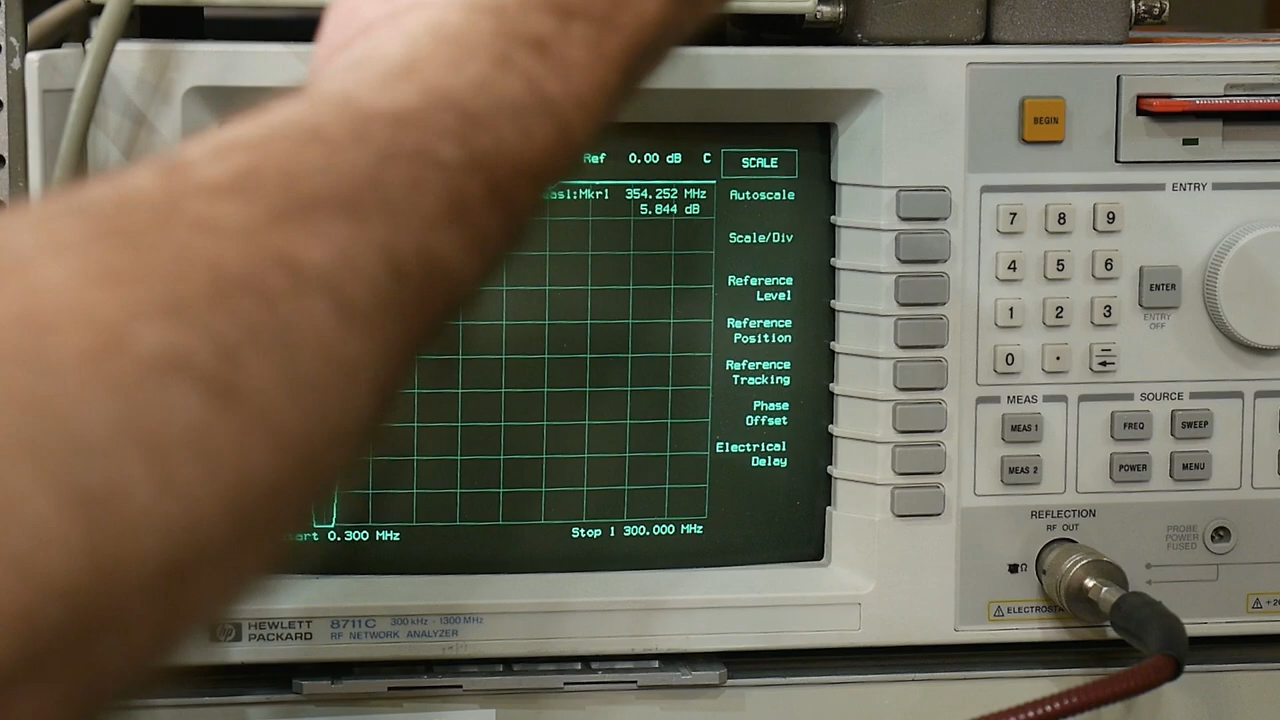 Ref 0.00 dB C
SCALE
Mkr1 354.252 MHz
5.844 dB
Autoscale
Scale/Div
Reference
Level
Reference
Position
Reference
Tracking
Phase
Offset
Electrical
Delay
0.300 MHz
Stop 1 300.000 MHz
hp HEWLETT
PACKARD
8711C 300 kHz - 1300 MHz
RF NETWORK ANALYZER
BEGIN
ENTRY
7 8 9
4 5 6
1 2 3
0 .
ENTER
ENTRY
OFF
MEAS
MEAS 1
MEAS 2
SOURCE
FREQ SWEEP
POWER MENU
REFLECTION
RF OUT
PROBE
POWER
FUSED
Ω